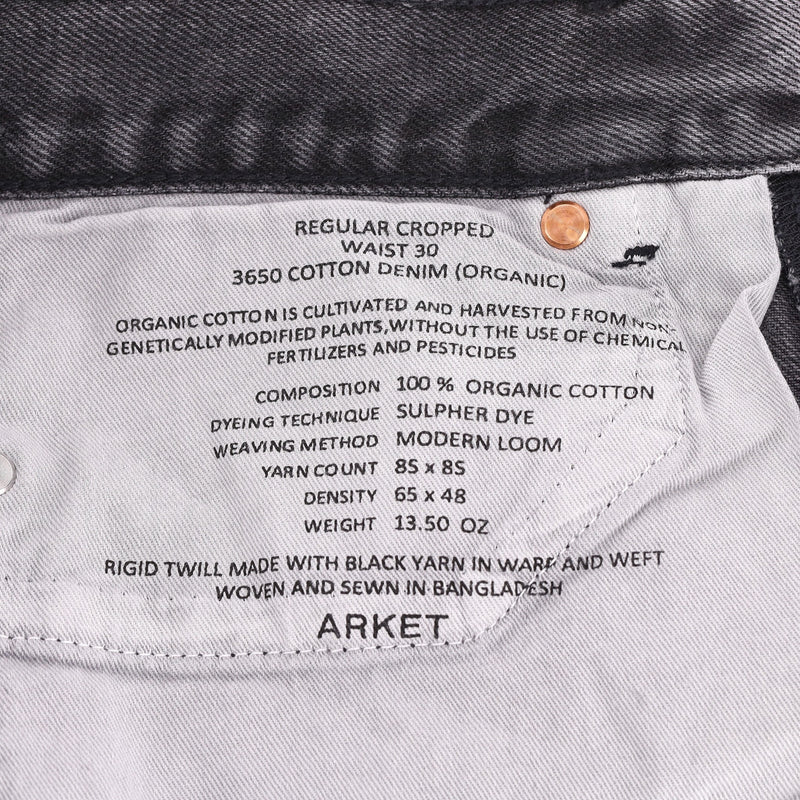 REGULAR CROPPED
WAIST 30
3650 COTTON DENIM (ORGANIC)
ORGANIC COTTON IS CULTIVATED AND HARVESTED FROM NON-
GENETICALLY MODIFIED PLANTS, WITHOUT THE USE OF CHEMICAL
FERTILIZERS AND PESTICIDES
COMPOSITION 100 % ORGANIC COTTON
DYEING TECHNIQUE SULPHER DYE
WEAVING METHOD MODERN LOOM
YARN COUNT 8S x 8S
DENSITY 65 x 48
WEIGHT 13.50 OZ
RIGID TWILL MADE WITH BLACK YARN IN WARP AND WEFT
WOVEN AND SEWN IN BANGLADESH
ARKET